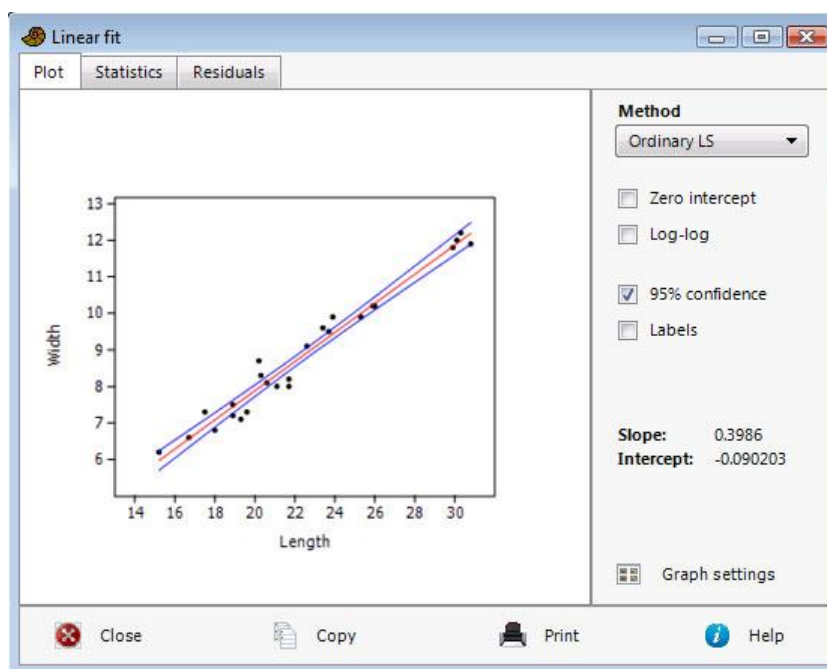 Linear fit
Plot Statistics Residuals
13
12
11
10
9
8
7
6
Width
14 16 18 20 22 24 26 28 30
Length
Method
Ordinary LS
Zero intercept
Log-log
95% confidence
Labels
Slope: 0.3986
Intercept: -0.090203
Graph settings
Close Copy Print Help